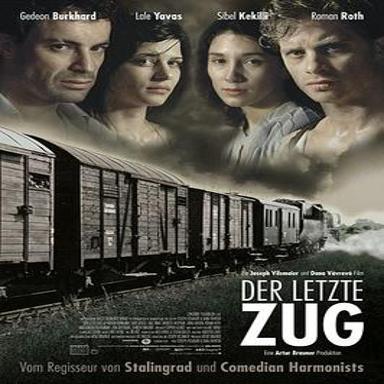 Gedeon Burkhard Lale Yavas Sibel Kekilli Roman Roth
Ein Joseph Vilsmaier und Dana Vávrová Film
DER LETZTE
ZUG
Eine Artur Brauner Produktion
Vom Regisseur von Stalingrad und Comedian Harmonists